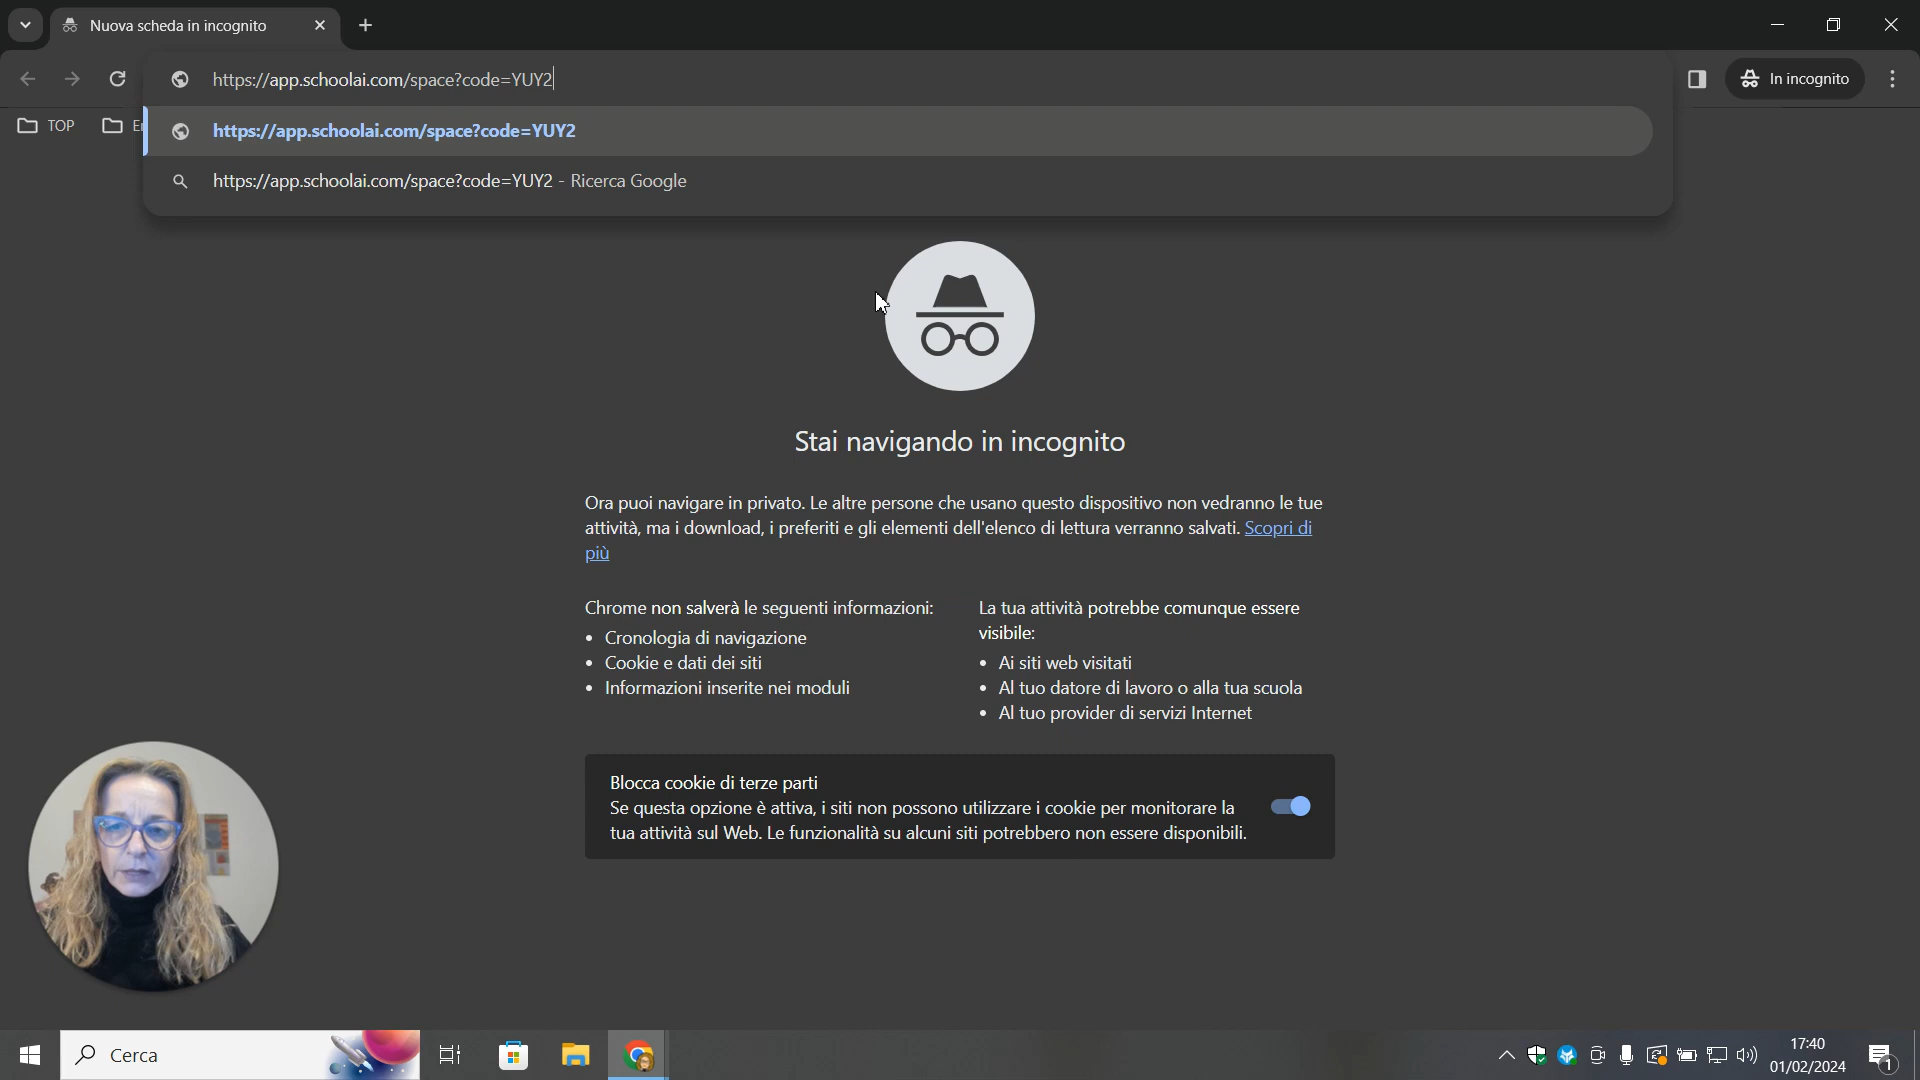 Nuova scheda in incognito
https://app.schoolai.com/space?code=YUY2
In incognito
https://app.schoolai.com/space?code=YUY2
https://app.schoolai.com/space?code=YUY2 - Ricerca Google
TOP
Stai navigando in incognito
Ora puoi navigare in privato. Le altre persone che usano questo dispositivo non vedranno le tue
attività, ma i download, i preferiti e gli elementi dell'elenco di lettura verranno salvati. Scopri di
più
Chrome non salverà le seguenti informazioni:
• Cronologia di navigazione
• Cookie e dati dei siti
• Informazioni inserite nei moduli
La tua attività potrebbe comunque essere
visibile:
• Ai siti web visitati
• Al tuo datore di lavoro o alla tua scuola
• Al tuo provider di servizi Internet
Blocca cookie di terze parti
Se questa opzione è attiva, i siti non possono utilizzare i cookie per monitorare la
tua attività sul Web. Le funzionalità su alcuni siti potrebbero non essere disponibili.
Cerca
17:40
01/02/2024
1